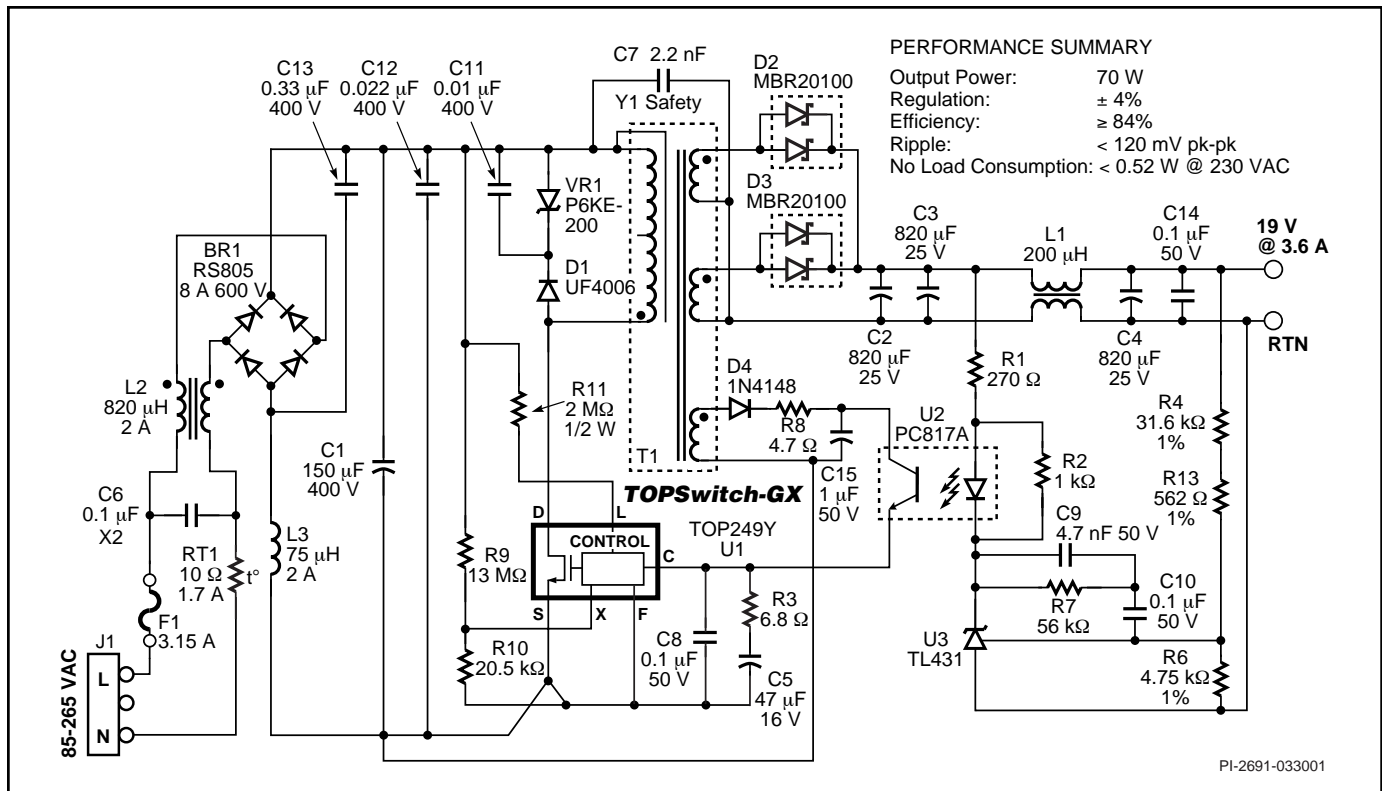 C13
0.33 µF
400 V
C12
0.022 µF
400 V
C11
0.01 µF
400 V
C7 2.2 nF
Y1 Safety
D2
MBR20100
PERFORMANCE SUMMARY
Output Power: 70 W
Regulation: ± 4%
Efficiency: ≥ 84%
Ripple: < 120 mV pk-pk
No Load Consumption: < 0.52 W @ 230 VAC
VR1
P6KE-
200
D3
MBR20100
BR1
RS805
8 A 600 V
D1
UF4006
C3
820 µF
25 V
L1
200 µH
C14
0.1 µF
50 V
19 V
@ 3.6 A
RTN
C2
820 µF
25 V
C4
820 µF
25 V
L2
820 µH
2 A
R11
2 MΩ
1/2 W
D4
1N4148
R1
270 Ω
R8
4.7 Ω
U2
PC817A
R4
31.6 kΩ
1%
T1
C1
150 µF
400 V
TOPSwitch-GX
C15
1 µF
50 V
R2
1 kΩ
R13
562 Ω
1%
C6
0.1 µF
X2
D
L
CONTROL
C
TOP249Y
U1
C9
4.7 nF 50 V
L3
75 µH
2 A
RT1
10 Ω
1.7 A
t°
R9
13 MΩ
S
X
F
R3
6.8 Ω
R7
56 kΩ
C10
0.1 µF
50 V
F1
3.15 A
J1
L
N
85-265 VAC
R10
20.5 kΩ
C8
0.1 µF
50 V
C5
47 µF
16 V
U3
TL431
R6
4.75 kΩ
1%
PI-2691-033001